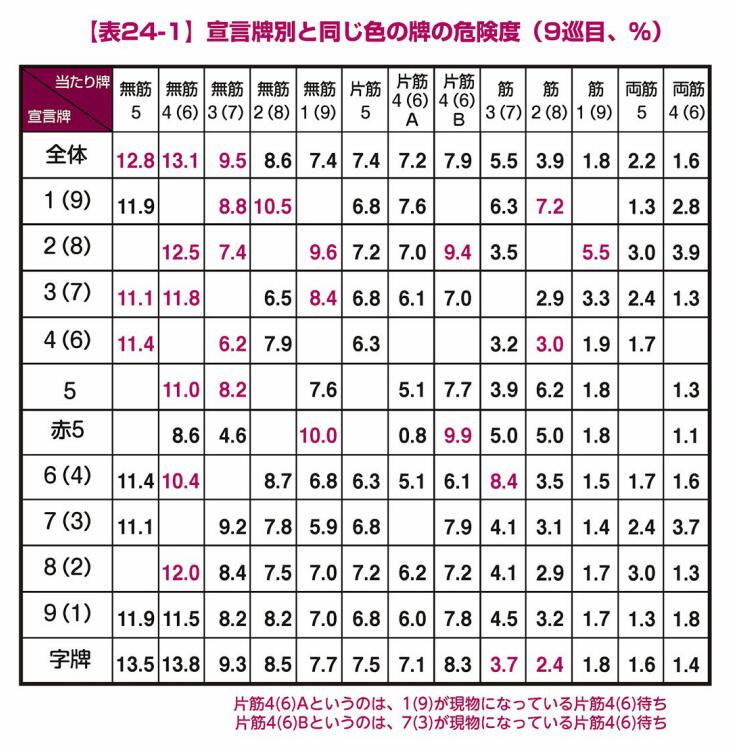 【表24-1】宣言牌別と同じ色の牌の危険度（9巡目、%）
当たり牌
宣言牌
無筋5 無筋4(6) 無筋3(7) 無筋2(8) 無筋1(9) 片筋5 片筋4(6)A 片筋4(6)B 筋3(7) 筋2(8) 筋1(9) 両筋5 両筋4(6)
全体 12.8 13.1 9.5 8.6 7.4 7.4 7.2 7.9 5.5 3.9 1.8 2.2 1.6
1(9) 11.9 8.8 10.5 6.8 7.6 6.3 7.2 1.3 2.8
2(8) 12.5 7.4 9.6 7.2 7.0 9.4 3.5 5.5 3.0 3.9
3(7) 11.1 11.8 6.5 8.4 6.8 6.1 7.0 2.9 3.3 2.4 1.3
4(6) 11.4 6.2 7.9 6.3 3.2 3.0 1.9 1.7
5 11.0 8.2 7.6 5.1 7.7 3.9 6.2 1.8 1.3
赤5 8.6 4.6 10.0 0.8 9.9 5.0 5.0 1.8 1.1
6(4) 11.4 10.4 8.7 6.8 6.3 5.1 6.1 8.4 3.5 1.5 1.7 1.6
7(3) 11.1 9.2 7.8 5.9 6.8 7.9 4.1 3.1 1.4 2.4 3.7
8(2) 12.0 8.4 7.5 7.0 7.2 6.2 7.2 4.1 2.9 1.7 3.0 1.3
9(1) 11.9 11.5 8.2 8.2 7.0 6.8 6.0 7.8 4.5 3.2 1.7 1.3 1.8
字牌 13.5 13.8 9.3 8.5 7.7 7.5 7.1 8.3 3.7 2.4 1.8 1.6 1.4
片筋4(6)Aというのは、1(9)が現物になっている片筋4(6)待ち
片筋4(6)Bというのは、7(3)が現物になっている片筋4(6)待ち